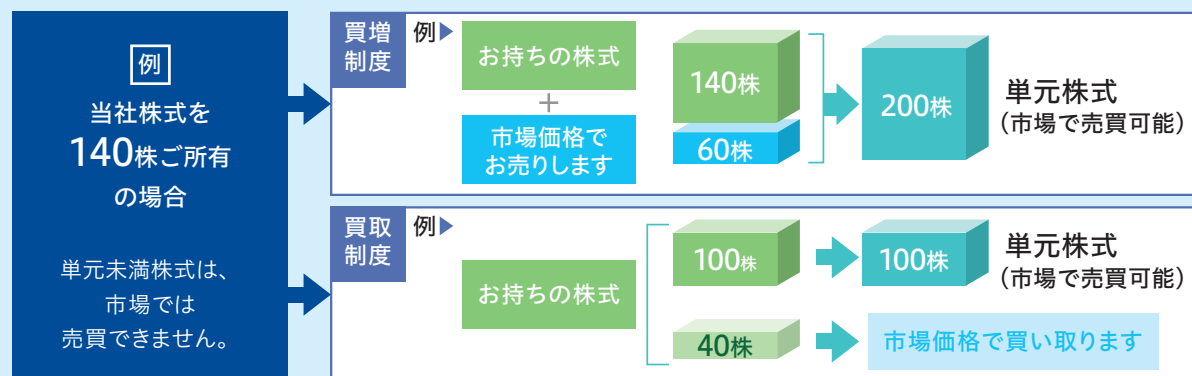 例
当社株式を
140株ご所有
の場合
単元未満株式は、
市場では
売買できません。
買増
制度
例
お持ちの株式
+
市場価格で
お売りします
140株
60株
200株
単元株式
（市場で売買可能）
買取
制度
例
お持ちの株式
100株
100株
単元株式
（市場で売買可能）
40株
市場価格で買い取ります